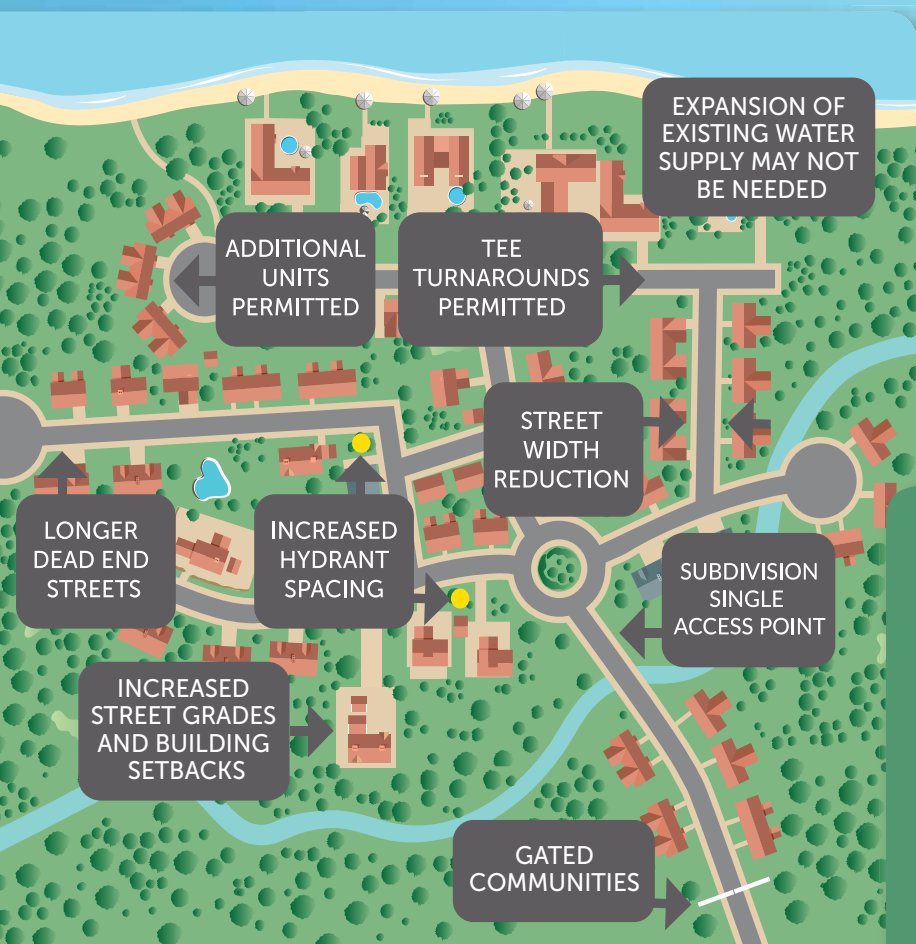 EXPANSION OF
EXISTING WATER
SUPPLY MAY NOT
BE NEEDED
ADDITIONAL
UNITS
PERMITTED
TEE
TURNAROUNDS
PERMITTED
STREET
WIDTH
REDUCTION
LONGER
DEAD END
STREETS
INCREASED
HYDRANT
SPACING
SUBDIVISION
SINGLE
ACCESS POINT
INCREASED
STREET GRADES
AND BUILDING
SETBACKS
GATED
COMMUNITIES